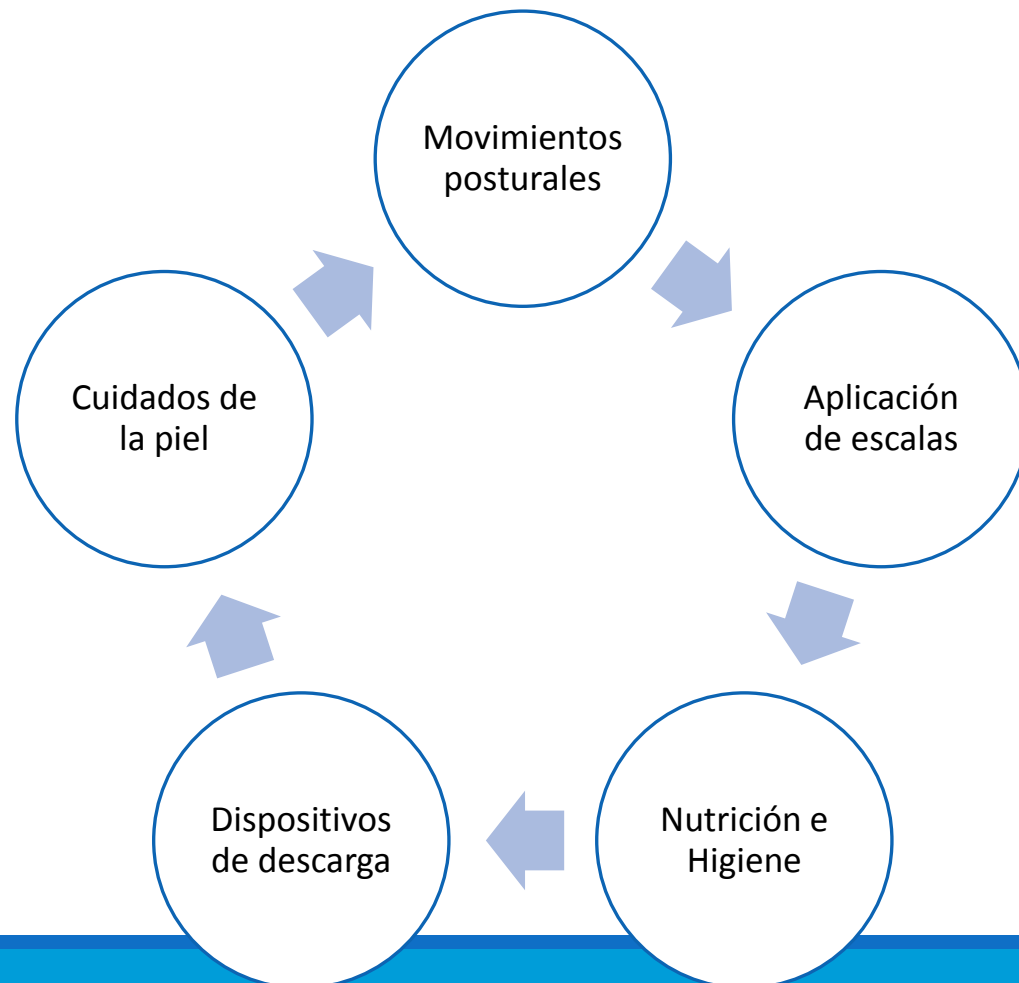 Movimientos
posturales
Aplicación
de escalas
Nutrición e
Higiene
Dispositivos
de descarga
Cuidados de
la piel